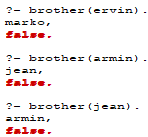 ?- brother(ervin).
marko,
false.
?- brother(armin).
jean,
false.
?- brother(jean).
armin,
false.